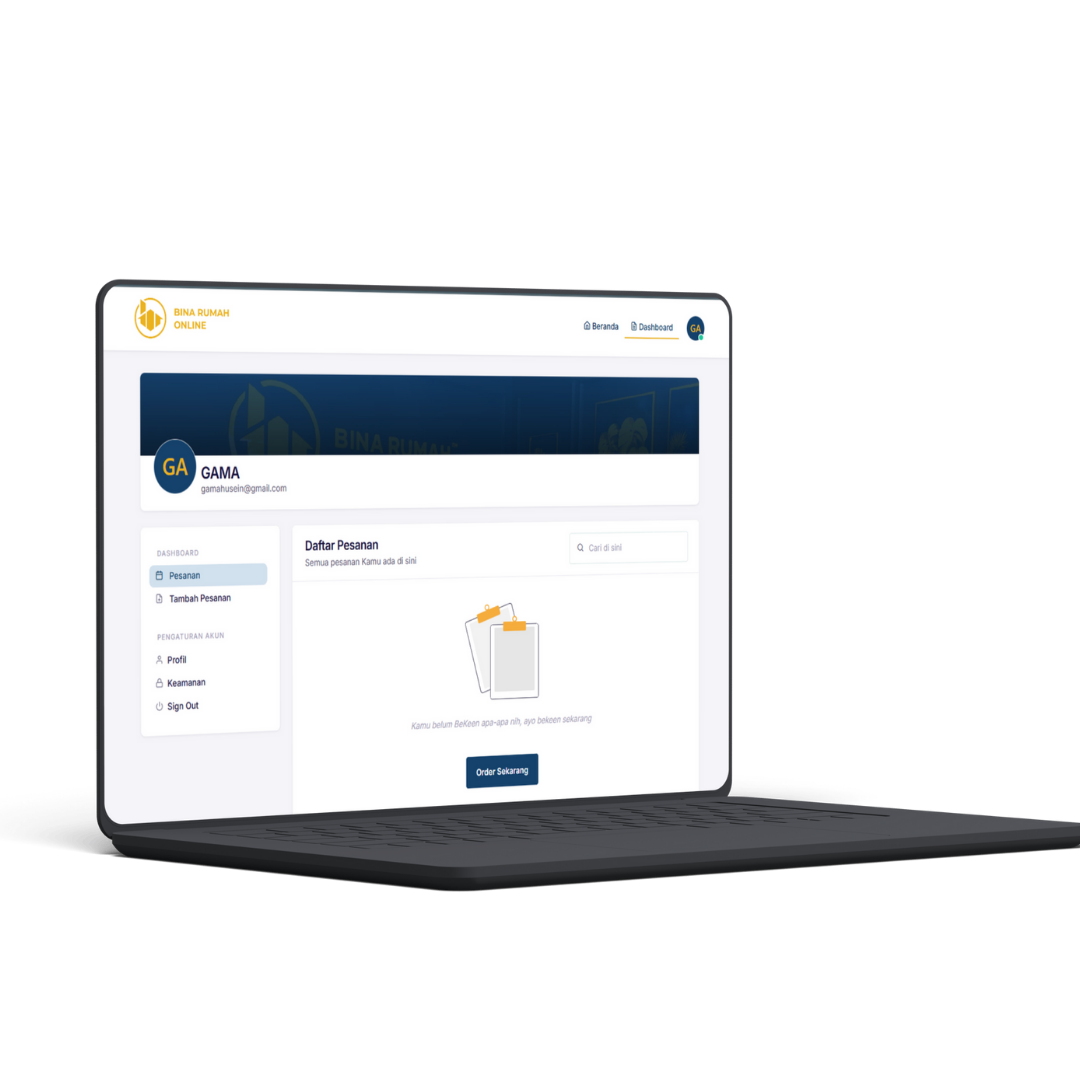 BINA RUMAH
ONLINE
Beranda
Dashboard
GA
BINA RUMAH
GA
GAMA
gamahusein@gmail.com
DASHBOARD
Pesanan
Tambah Pesanan
PENGATURAN AKUN
Profil
Keamanan
Sign Out
Daftar Pesanan
Semua pesanan Kamu ada di sini
Cari di sini
Kamu belum BeKeen apa-apa nih, ayo bekeen sekarang
Order Sekarang